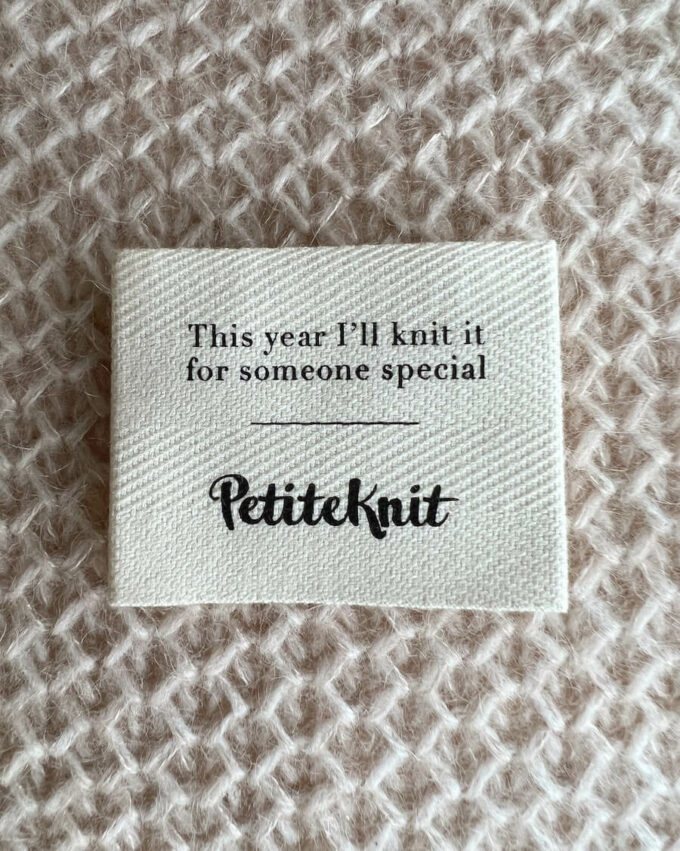 This year I'll knit it
for someone special
PetiteKnit